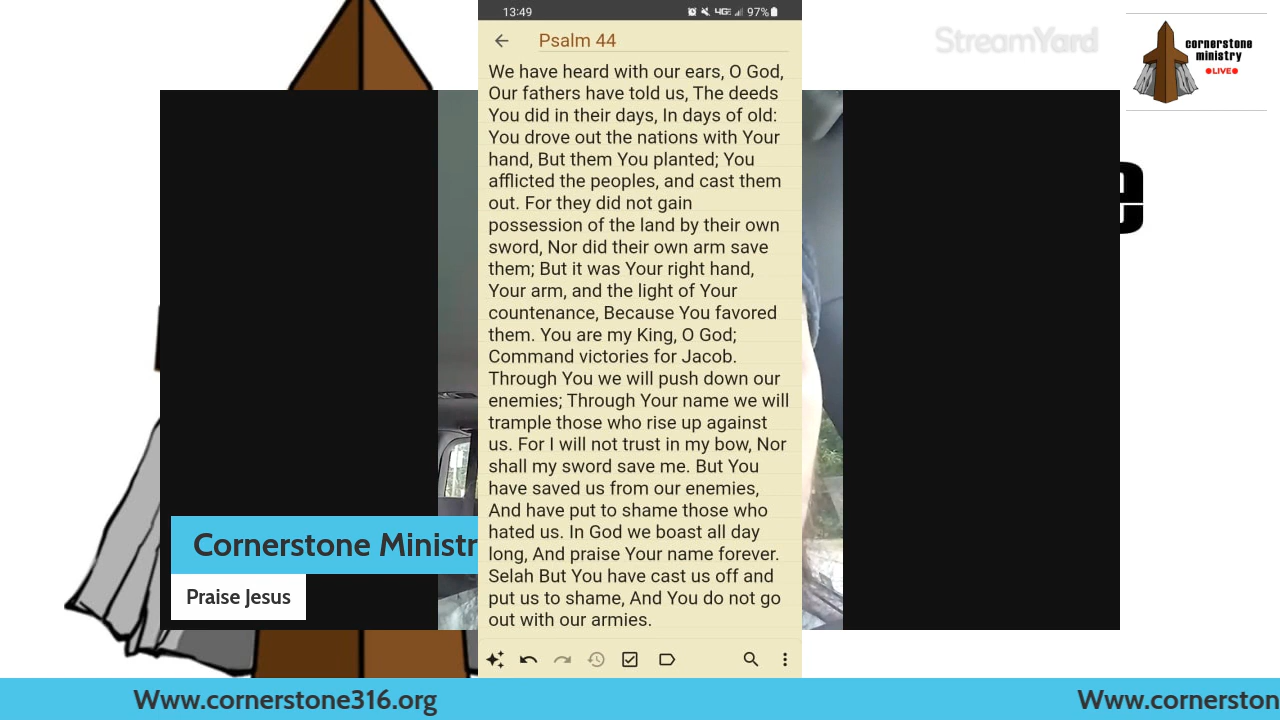 13:49
4GE
97%
StreamYard
cornerstone
ministry
LIVE
Psalm 44
We have heard with our ears, O God,
Our fathers have told us, The deeds
You did in their days, In days of old:
You drove out the nations with Your
hand, But them You planted; You
afflicted the peoples, and cast them
out. For they did not gain
possession of the land by their own
sword, Nor did their own arm save
them; But it was Your right hand,
Your arm, and the light of Your
countenance, Because You favored
them. You are my King, O God;
Command victories for Jacob.
Through You we will push down our
enemies; Through Your name we will
trample those who rise up against
us. For I will not trust in my bow, Nor
shall my sword save me. But You
have saved us from our enemies,
And have put to shame those who
hated us. In God we boast all day
long, And praise Your name forever.
Selah But You have cast us off and
put us to shame, And You do not go
out with our armies.
e
Cornerstone Ministr
Praise Jesus
Www.cornerstone316.org
Www.cornerston